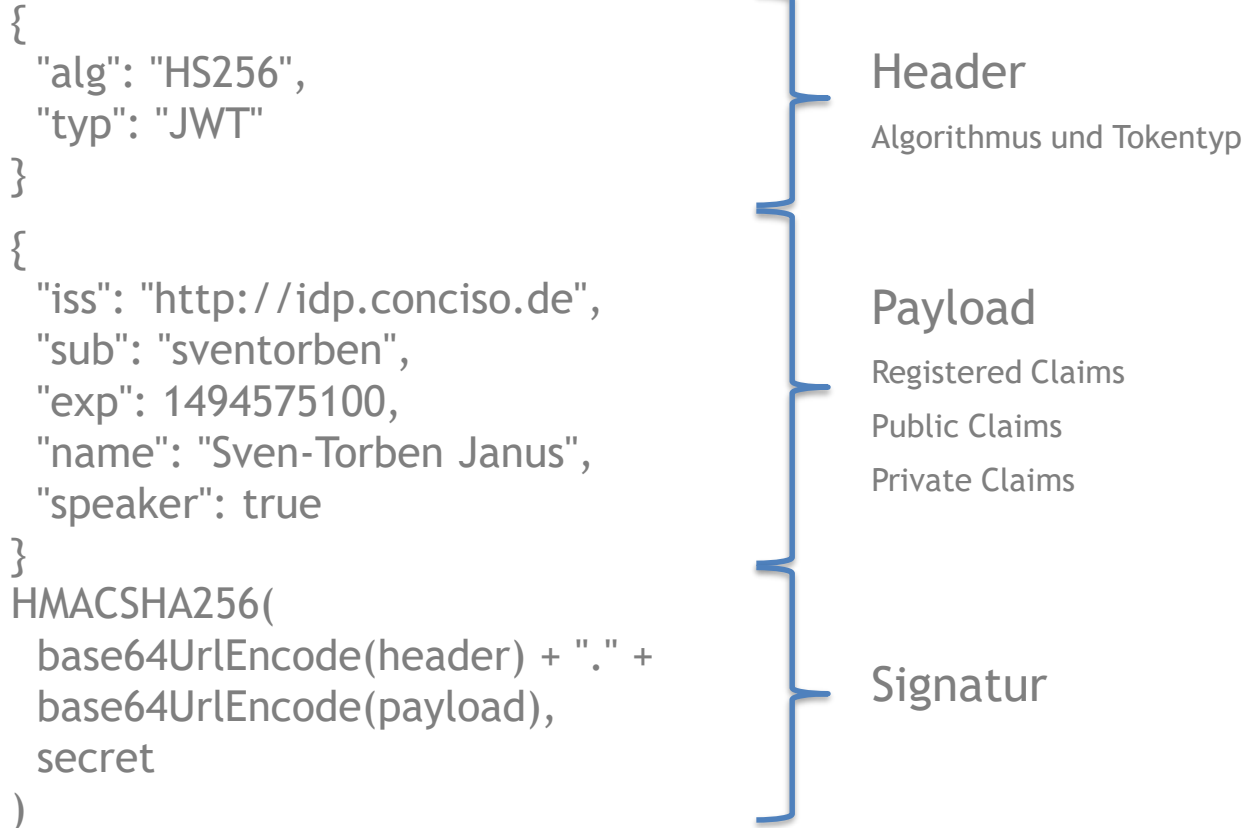 {
"alg": "HS256",
"typ": "JWT"
}
Header
Algorithmus und Tokentyp
{
"iss": "http://idp.conciso.de",
"sub": "sventorben",
"exp": 1494575100,
"name": "Sven-Torben Janus",
"speaker": true
}
Payload
Registered Claims
Public Claims
Private Claims
HMACSHA256(
base64UrlEncode(header) + "." +
base64UrlEncode(payload),
secret
)
Signatur